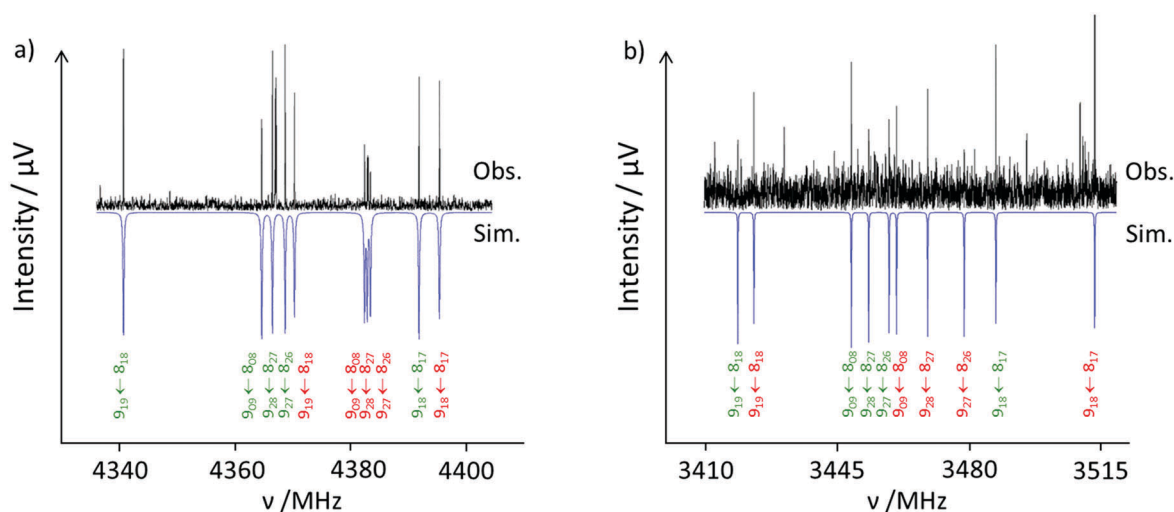 a)
Intensity / µV
Obs.
Sim.
9₁₉ ← 8₁₈
9₀₉ ← 8₀₈
9₂₈ ← 8₂₇
9₂₇ ← 8₂₆
9₁₉ ← 8₁₈
9₀₉ ← 8₀₈
9₂₈ ← 8₂₇
9₂₇ ← 8₂₆
9₁₈ ← 8₁₇
9₁₈ ← 8₁₇
4340 4360 4380 4400
ν /MHz
b)
Intensity / µV
Obs.
Sim.
9₁₉ ← 8₁₈
9₁₉ ← 8₁₈
9₀₉ ← 8₀₈
9₂₈ ← 8₂₇
9₂₇ ← 8₂₆
9₀₉ ← 8₀₈
9₂₈ ← 8₂₇
9₂₇ ← 8₂₆
9₁₈ ← 8₁₇
9₁₈ ← 8₁₇
3410 3445 3480 3515
ν /MHz